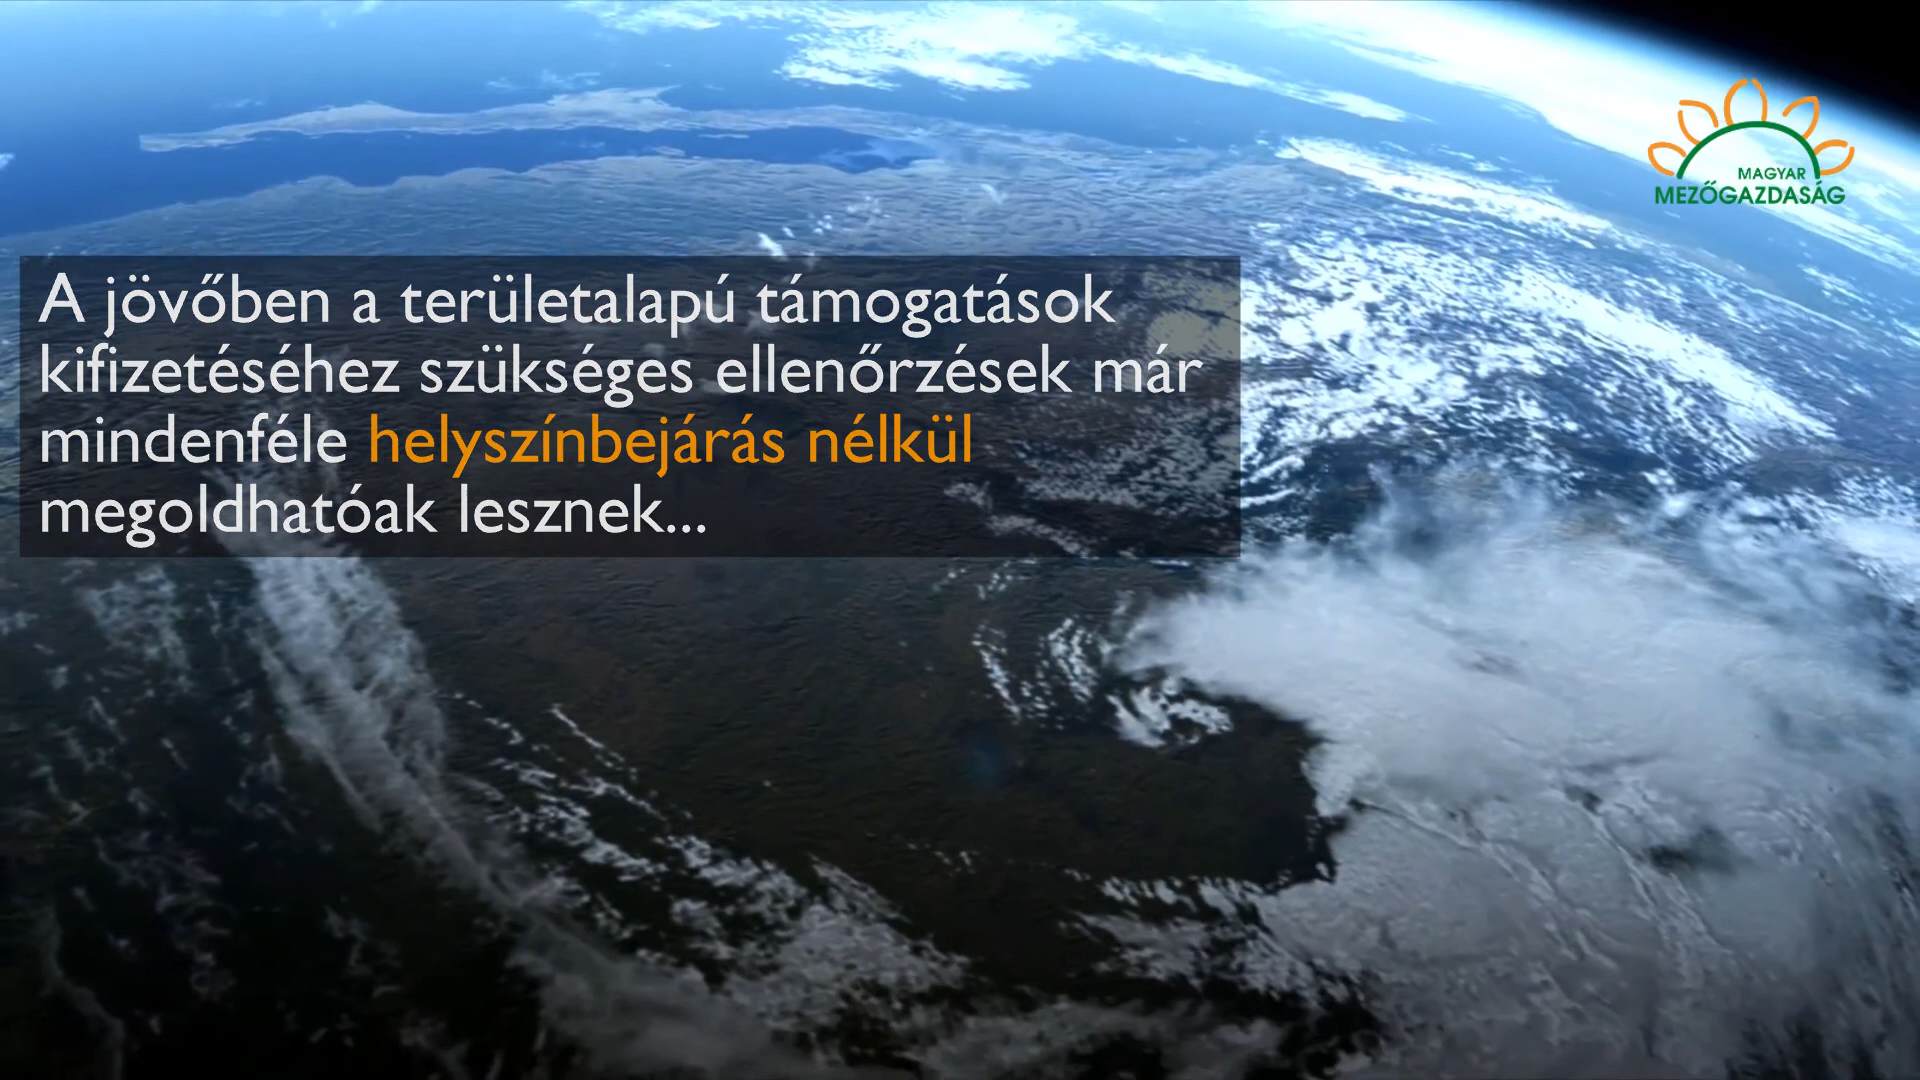 MAGYAR
MEZŐGAZDASÁG
A jövőben a területalapú támogatások
kifizetéséhez szükséges ellenőrzések már
mindenféle helyszínbejárás nélkül
megoldhatóak lesznek...